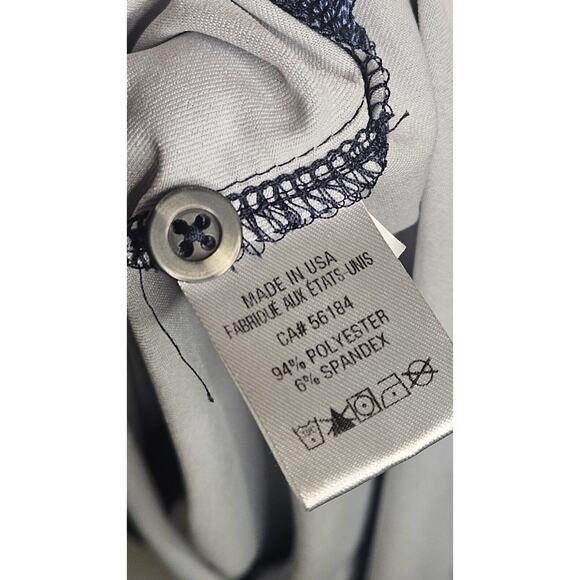 MADE IN USA
FABRIQUÉ AUX ÉTATS-UNIS
CA# 56184
94% POLYESTER
6% SPANDEX